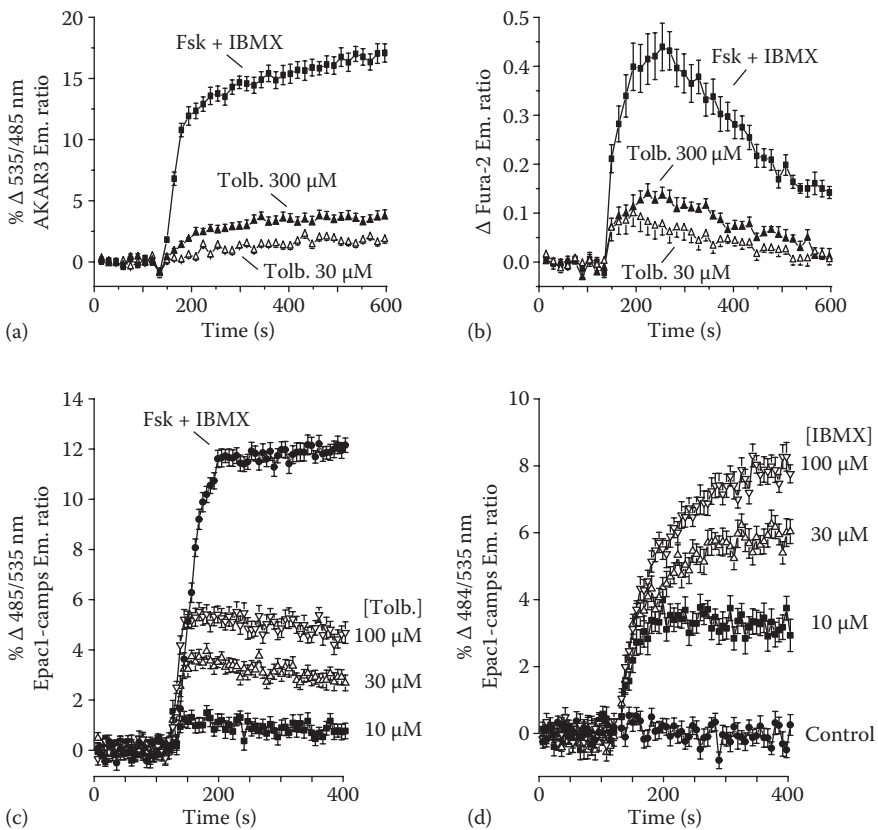 % Δ 535/485 nm
AKAR3 Em. ratio
20
15
10
5
0
Fsk + IBMX
Tolb. 300 μM
Tolb. 30 μM
0 200 400 600
Time (s)
(a)
Δ Fura-2 Em. ratio
0.5
0.4
0.3
0.2
0.1
0.0
Fsk + IBMX
Tolb. 300 μM
Tolb. 30 μM
0 200 400 600
Time (s)
(b)
% Δ 485/535 nm
Epac1-camps Em. ratio
14
12
10
8
6
4
2
0
Fsk + IBMX
[Tolb.]
100 μM
30 μM
10 μM
0 200 400
Time (s)
(c)
% Δ 484/535 nm
Epac1-camps Em. ratio
10
8
6
4
2
0
[IBMX]
100 μM
30 μM
10 μM
Control
0 200 400
Time (s)
(d)